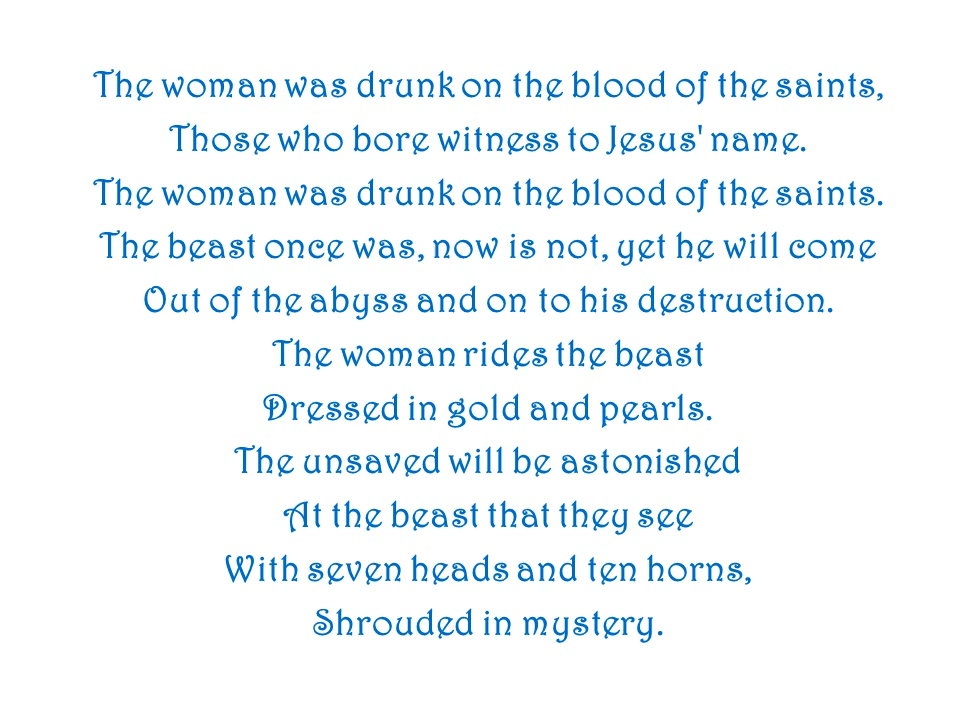 The woman was drunk on the blood of the saints,
Those who bore witness to Jesus' name.
The woman was drunk on the blood of the saints.
The beast once was, now is not, yet he will come
Out of the abyss and on to his destruction.
The woman rides the beast
Dressed in gold and pearls.
The unsaved will be astonished
At the beast that they see
With seven heads and ten horns,
Shrouded in mystery.